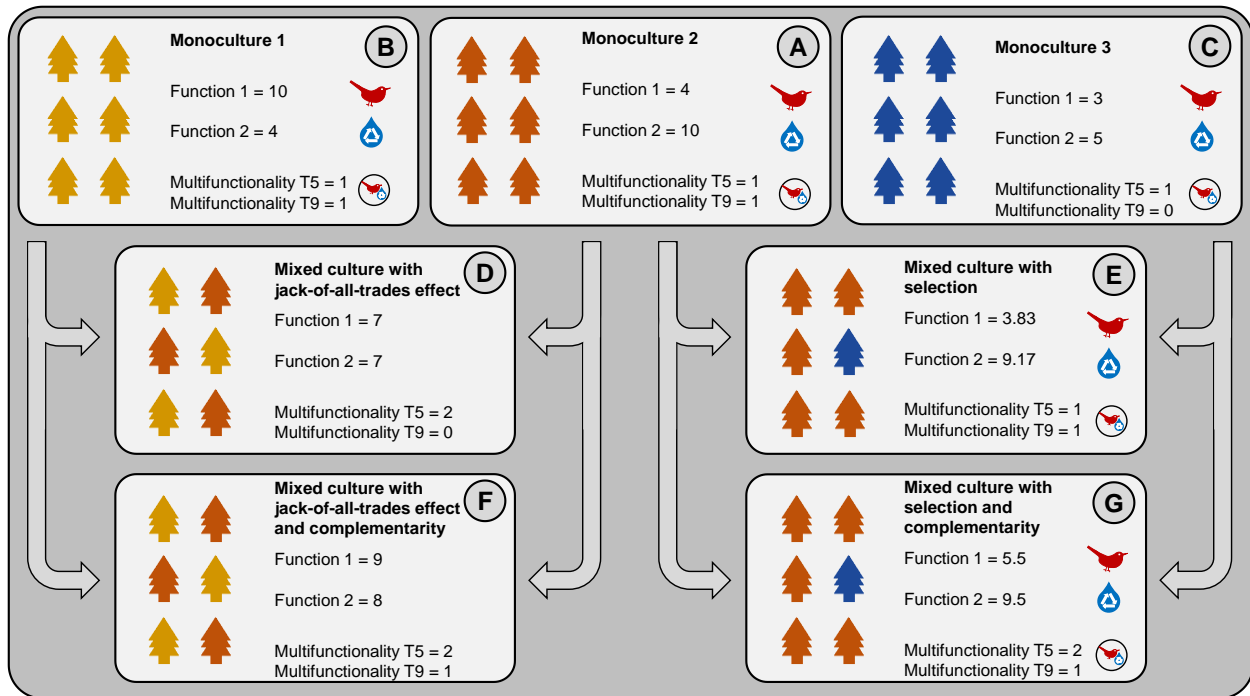 Monoculture 1
B
Function 1 = 10
Function 2 = 4
Multifunctionality T5 = 1
Multifunctionality T9 = 1
Monoculture 2
A
Function 1 = 4
Function 2 = 10
Multifunctionality T5 = 1
Multifunctionality T9 = 1
Monoculture 3
C
Function 1 = 3
Function 2 = 5
Multifunctionality T5 = 1
Multifunctionality T9 = 0
Mixed culture with
jack-of-all-trades effect
D
Function 1 = 7
Function 2 = 7
Multifunctionality T5 = 2
Multifunctionality T9 = 0
Mixed culture with
selection
E
Function 1 = 3.83
Function 2 = 9.17
Multifunctionality T5 = 1
Multifunctionality T9 = 1
Mixed culture with
jack-of-all-trades effect
and complementarity
F
Function 1 = 9
Function 2 = 8
Multifunctionality T5 = 2
Multifunctionality T9 = 1
Mixed culture with
selection and
complementarity
G
Function 1 = 5.5
Function 2 = 9.5
Multifunctionality T5 = 2
Multifunctionality T9 = 1